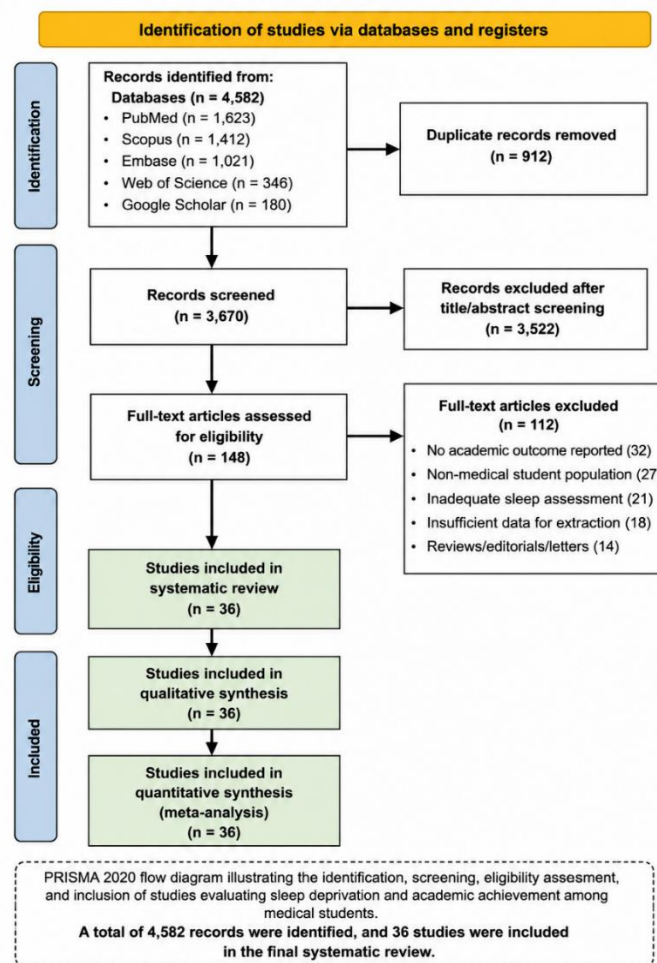 Identification of studies via databases and registers
Identification
Records identified from:
Databases (n = 4,582)
• PubMed (n = 1,623)
• Scopus (n = 1,412)
• Embase (n = 1,021)
• Web of Science (n = 346)
• Google Scholar (n = 180)
Duplicate records removed
(n = 912)
Screening
Records screened
(n = 3,670)
Records excluded after
title/abstract screening
(n = 3,522)
Full-text articles assessed
for eligibility
(n = 148)
Full-text articles excluded
(n = 112)
• No academic outcome reported (32)
• Non-medical student population (27
• Inadequate sleep assessment (21)
• Insufficient data for extraction (18)
• Reviews/editorials/letters (14)
Eligibility
Studies included in
systematic review
(n = 36)
Included
Studies included in
qualitative synthesis
(n = 36)
Studies included in
quantitative synthesis
(meta-analysis)
(n = 36)
PRISMA 2020 flow diagram illustrating the identification, screening, eligibility assesment,
and inclusion of studies evaluating sleep deprivation and academic achievement among
medical students.
A total of 4,582 records were identified, and 36 studies were included
in the final systematic review.